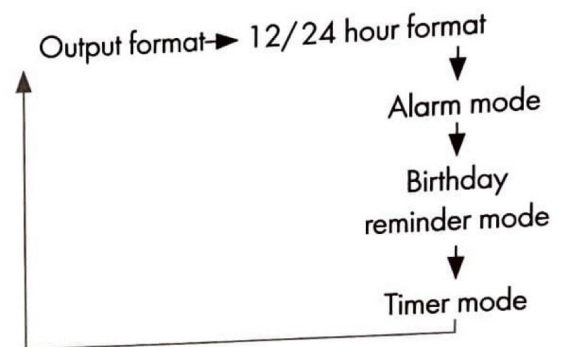 Output format 12/24 hour format
Alarm mode
Birthday
reminder mode
Timer mode